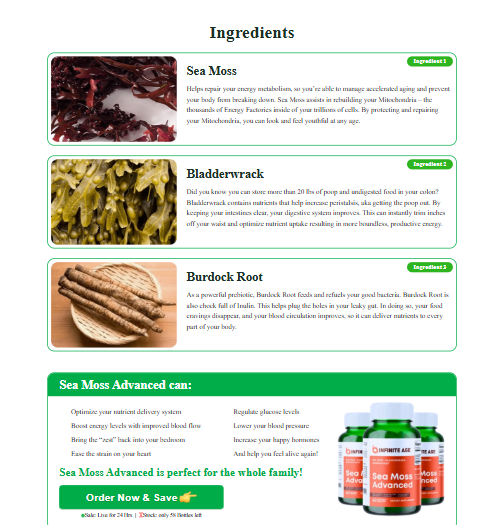 Ingredients
Ingredient 1
Sea Moss
Helps repair your energy metabolism, so you're able to manage accelerated aging and prevent
your body from breaking down. Sea Moss assists in rebuilding your Mitochondria – the
thousands of Energy Factories inside of your trillions of cells. By protecting and repairing
your Mitochondria, you can look and feel youthful at any age.
Ingredient 2
Bladderwrack
Did you know you can store more than 20 lbs of poop and undigested food in your colon?
Bladderwrack contains nutrients that help increase peristalsis, aka getting the poop out. By
keeping your intestines clear, your digestive system improves. This can instantly trim inches
off your waist and optimize nutrient uptake resulting in more boundless, productive energy.
Ingredient 3
Burdock Root
As a powerful prebiotic, Burdock Root feeds and refuels your good bacteria. Burdock Root is
also chock full of Inulin. This helps plug the holes in your leaky gut. In doing so, your food
cravings disappear, and your blood circulation improves, so it can deliver nutrients to every
part of your body.
Sea Moss Advanced can:
Optimize your nutrient delivery system
Boost energy levels with improved blood flow
Bring the “zest” back into your bedroom
Ease the strain on your heart
Regulate glucose levels
Lower your blood pressure
Increase your happy hormones
And help you feel alive again!
Sea Moss Advanced is perfect for the whole family!
Order Now & Save
Sale: Live for 24 Hrs | Stock: only 58 Bottles left
INFINITE AGE
Sea Moss
Advanced